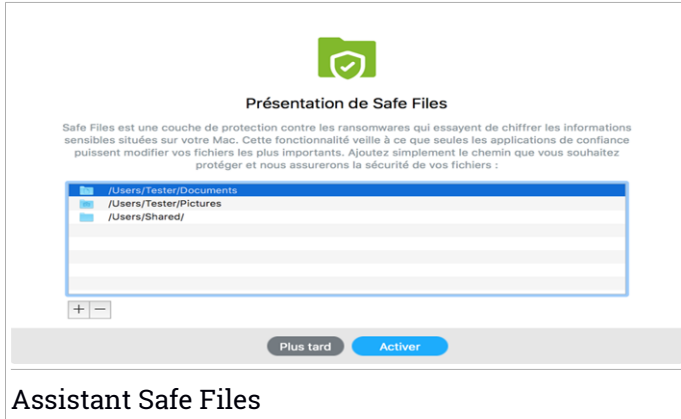 Présentation de Safe Files
Safe Files est une couche de protection contre les ransomwares qui essayent de chiffrer les informations
sensibles situées sur votre Mac. Cette fonctionnalité veille à ce que seules les applications de confiance
puissent modifier vos fichiers les plus importants. Ajoutez simplement le chemin que vous souhaitez
protéger et nous assurerons la sécurité de vos fichiers :
/Users/Tester/Documents
/Users/Tester/Pictures
/Users/Shared/
+ −
Plus tard Activer
Assistant Safe Files